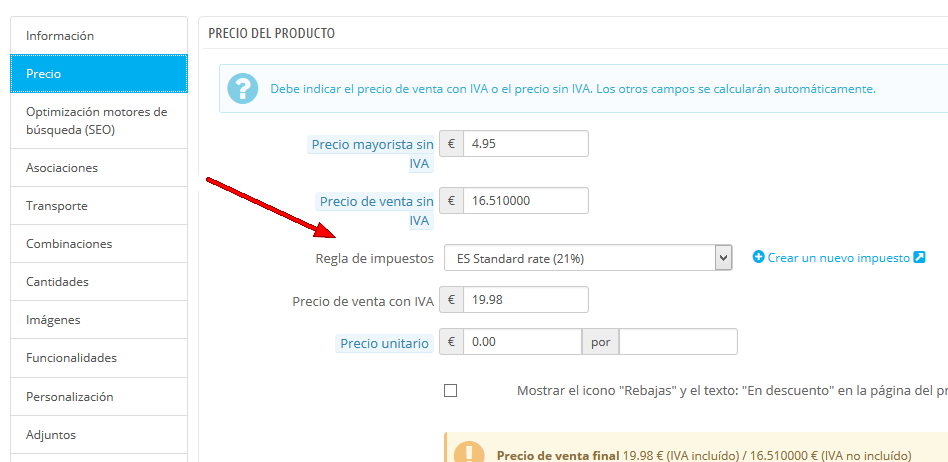 Información
Precio
Optimización motores de
búsqueda (SEO)
Asociaciones
Transporte
Combinaciones
Cantidades
Imágenes
Funcionalidades
Personalización
Adjuntos
PRECIO DEL PRODUCTO
? Debe indicar el precio de venta con IVA o el precio sin IVA. Los otros campos se calcularán automáticamente.
Precio mayorista sin
IVA
€ 4.95
Precio de venta sin
IVA
€ 16.510000
Regla de impuestos ES Standard rate (21%) Crear un nuevo impuesto
Precio de venta con IVA € 19.98
Precio unitario € 0.00 por
Mostrar el icono "Rebajas" y el texto: "En descuento" en la página del pr
Precio de venta final 19.98 € (IVA incluído) / 16.510000 € (IVA no incluído)